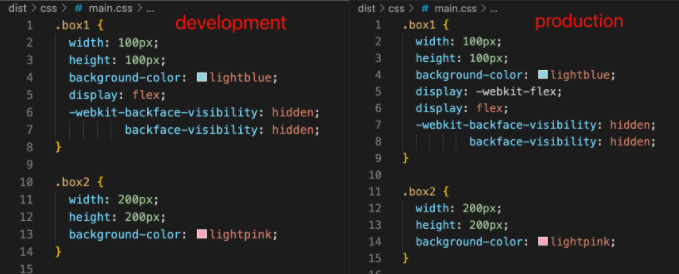 dist > css > # main.css > ...
development
1 .box1 {
2 width: 100px;
3 height: 100px;
4 background-color: lightblue;
5 display: flex;
6 -webkit-backface-visibility: hidden;
7 backface-visibility: hidden;
8 }
9
10 .box2 {
11 width: 200px;
12 height: 200px;
13 background-color: lightpink;
14 }
15
dist > css > # main.css > ...
production
1 .box1 {
2 width: 100px;
3 height: 100px;
4 background-color: lightblue;
5 display: -webkit-flex;
6 display: flex;
7 -webkit-backface-visibility: hidden;
8 backface-visibility: hidden;
9 }
10
11 .box2 {
12 width: 200px;
13 height: 200px;
14 background-color: lightpink;
15 }
16